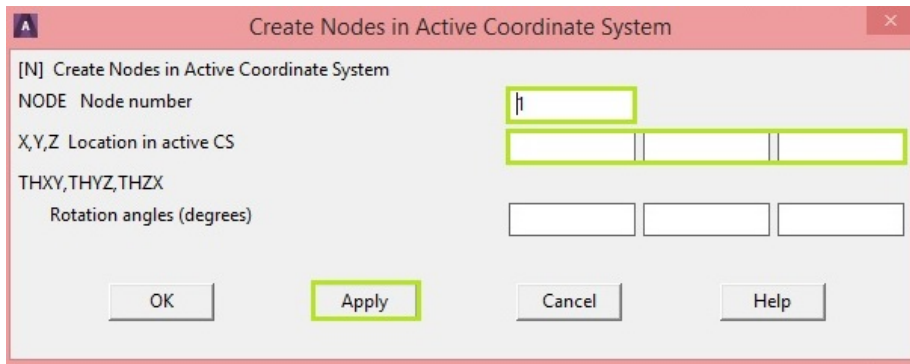 A
Create Nodes in Active Coordinate System
×
[N] Create Nodes in Active Coordinate System
NODE Node number
1
X,Y,Z Location in active CS
THXY,THYZ,THZX
Rotation angles (degrees)
OK Apply Cancel Help